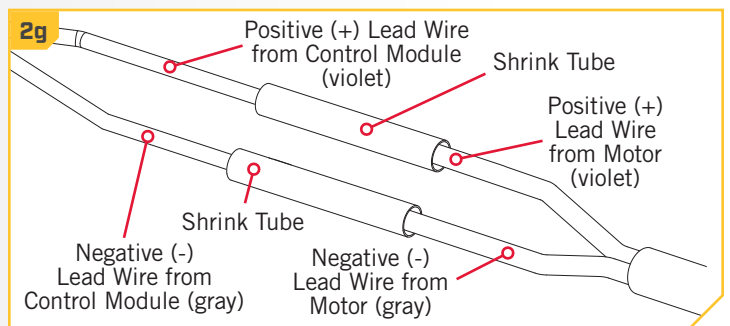 2g
Positive (+) Lead Wire
from Control Module
(violet)
Shrink Tube
Positive (+)
Lead Wire
from Motor
(violet)
Shrink Tube
Negative (-)
Lead Wire from
Control Module (gray)
Negative (-)
Lead Wire from
Motor (gray)